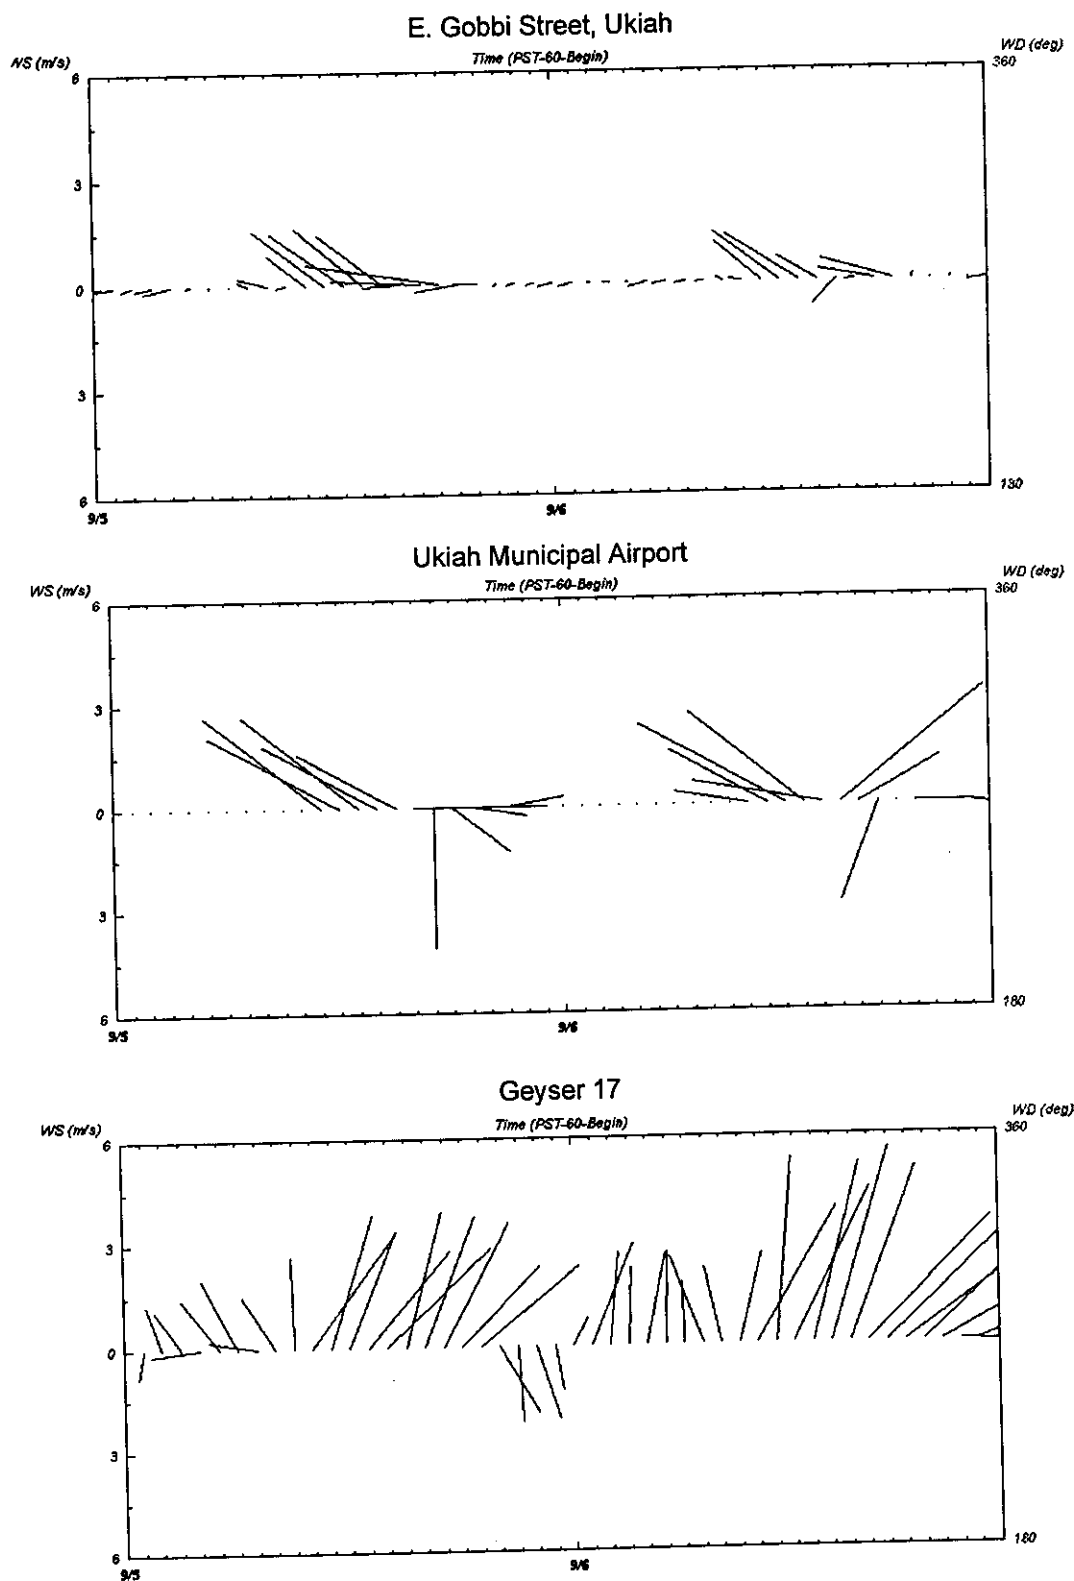 E. Gobbi Street, Ukiah
WS (m/s)
Time (PST-60-Begin)
WD (deg)
6
360
3
0
3
6
130
9/5
9/6
Ukiah Municipal Airport
WS (m/s)
Time (PST-60-Begin)
WD (deg)
6
360
3
0
3
6
180
9/5
9/6
Geyser 17
WS (m/s)
Time (PST-60-Begin)
WD (deg)
6
360
3
0
3
6
180
9/5
9/6